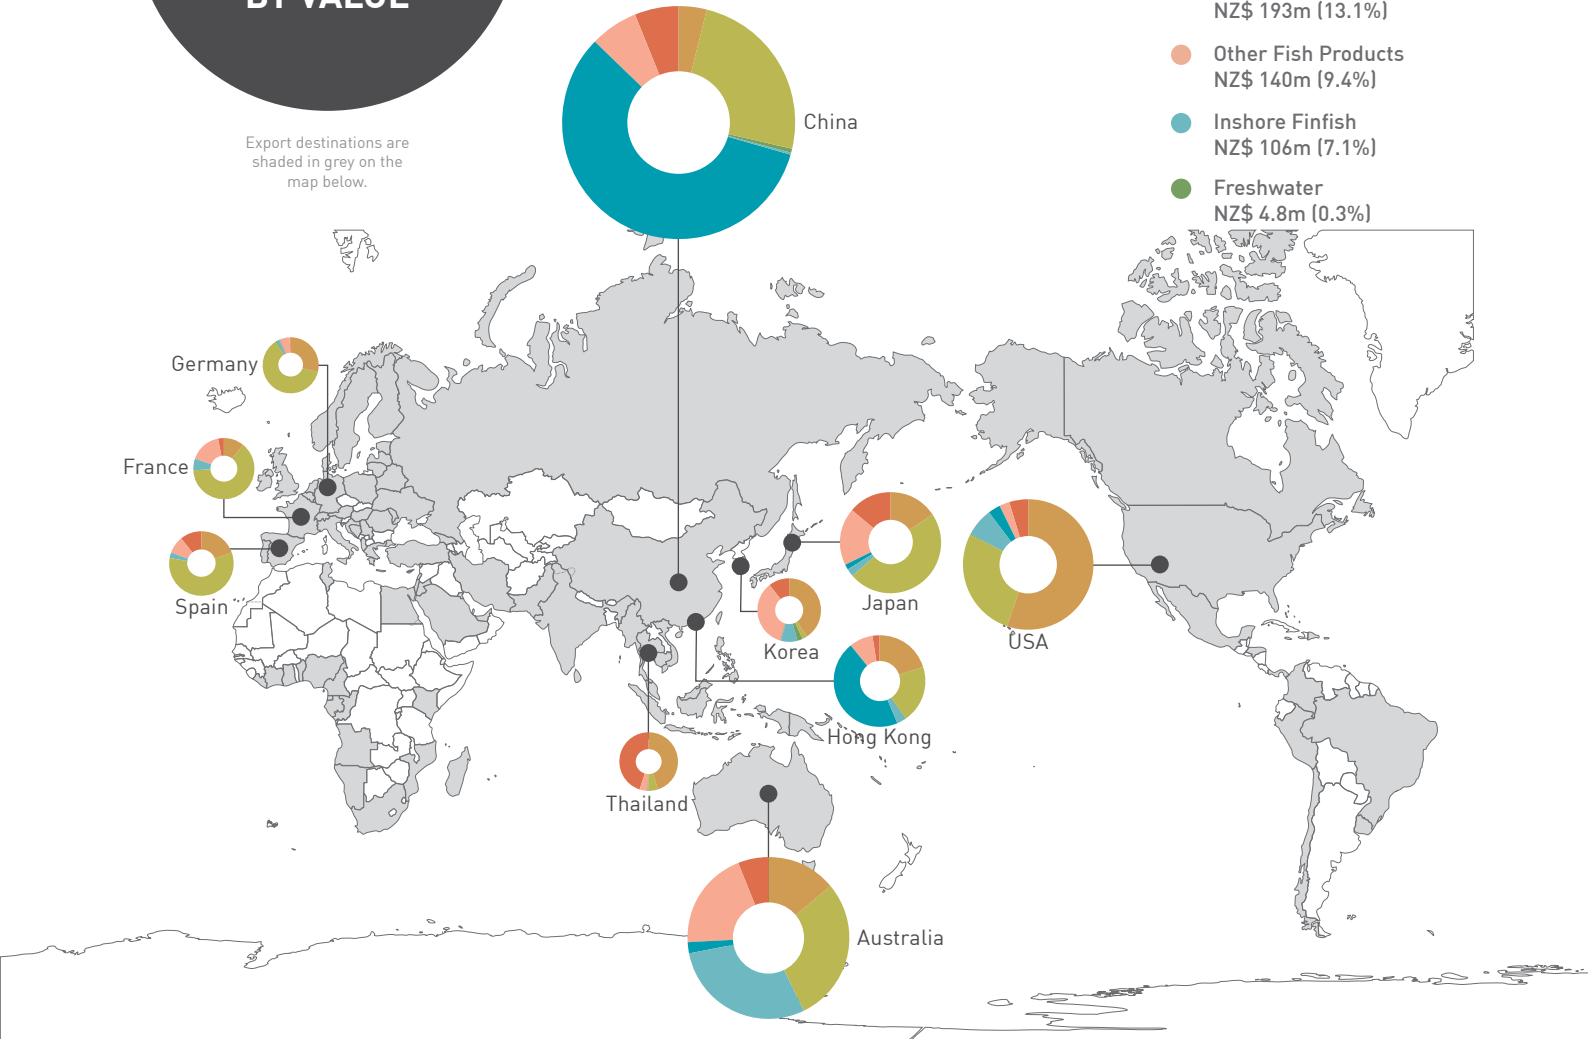 BY VALUE
Export destinations are
shaded in grey on the
map below.
NZ$ 193m (13.1%)
Other Fish Products
NZ$ 140m (9.4%)
Inshore Finfish
NZ$ 106m (7.1%)
Freshwater
NZ$ 4.8m (0.3%)
China
Germany
France
Spain
Japan
Korea
USA
Hong Kong
Thailand
Australia